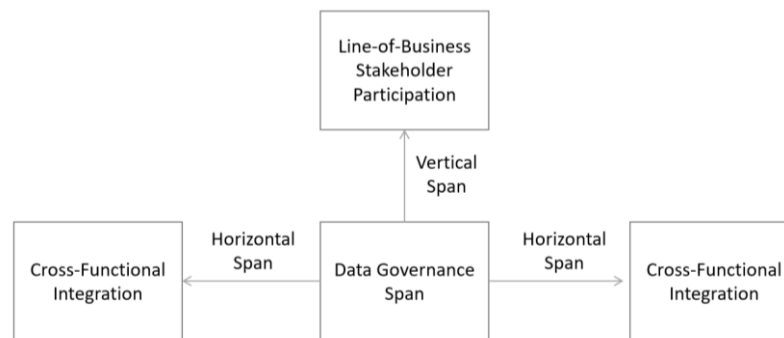 Line-of-Business
Stakeholder
Participation
Vertical
Span
Horizontal
Span
Horizontal
Span
Cross-Functional
Integration
Data Governance
Span
Cross-Functional
Integration